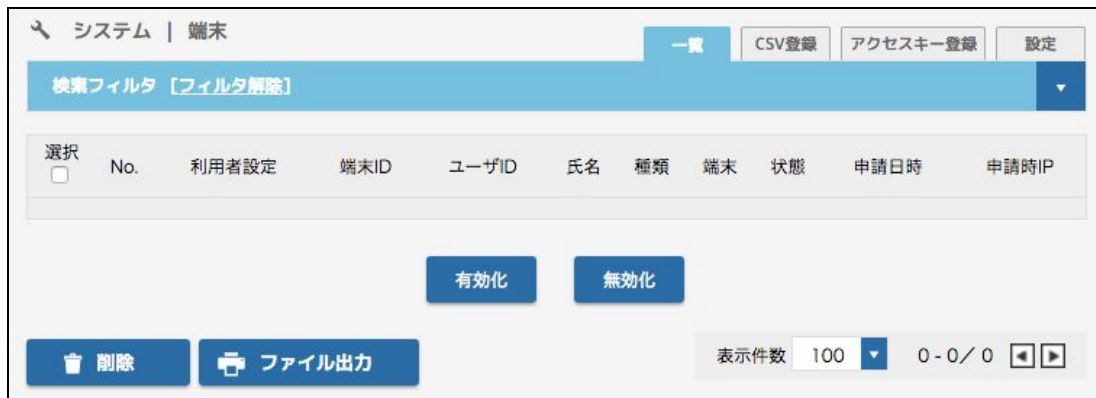 システム | 端末
一覧 CSV登録 アクセスキー登録 設定
検索フィルタ [フィルタ解除]
選択 No. 利用者設定 端末ID ユーザID 氏名 種類 端末 状態 申請日時 申請時IP
有効化 無効化
削除 ファイル出力 表示件数 100 0-0/0